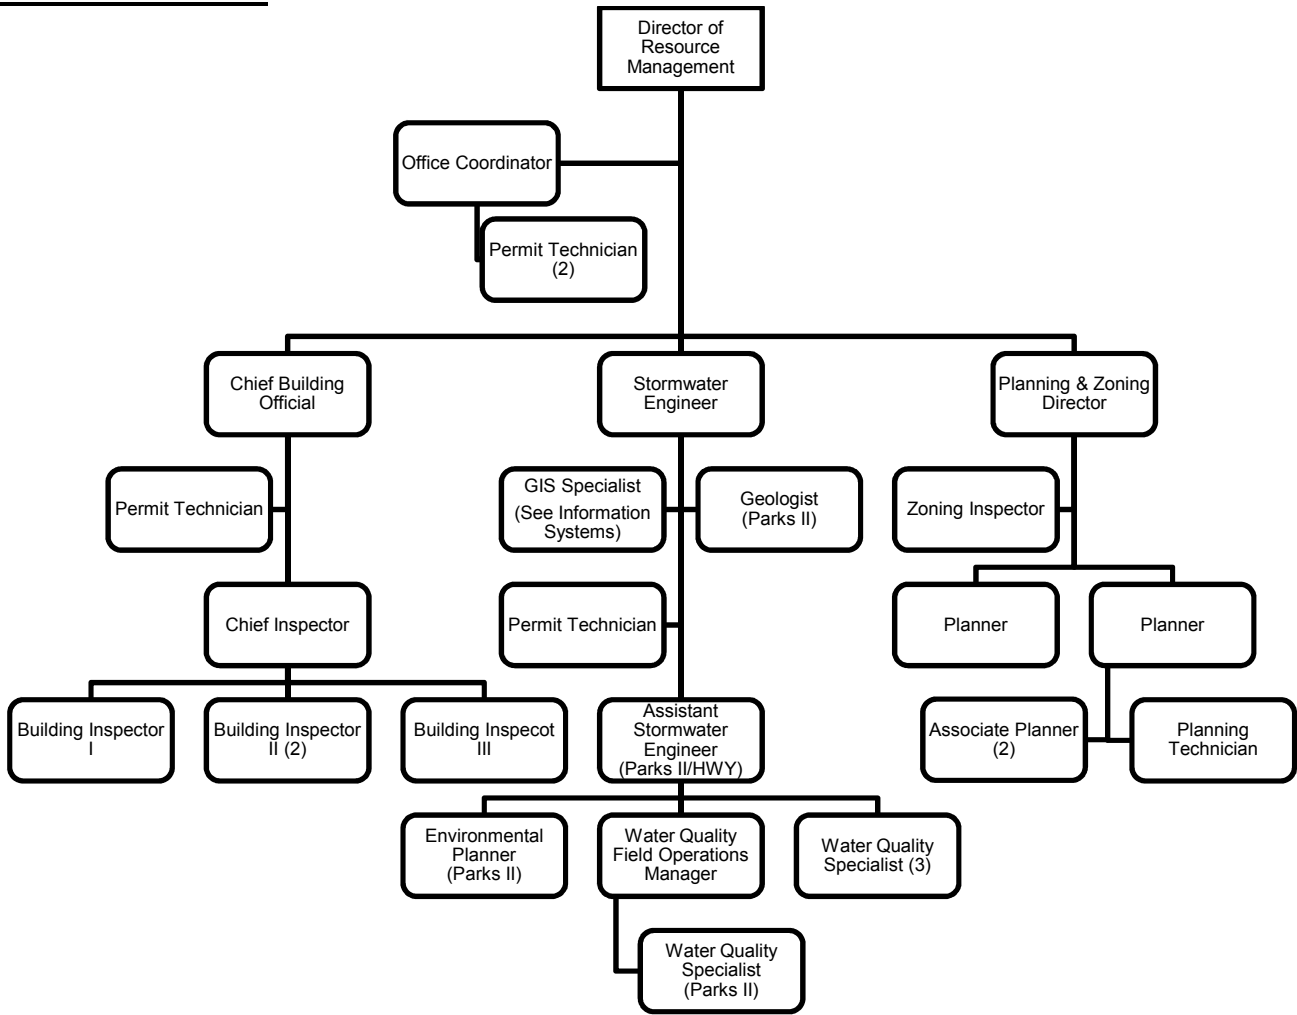 Director of
Resource
Management
Office Coordinator
Permit Technician
(2)
Chief Building
Official
Stormwater
Engineer
Planning & Zoning
Director
Permit Technician
GIS Specialist
(See Information
Systems)
Geologist
(Parks II)
Zoning Inspector
Chief Inspector
Permit Technician
Planner
Planner
Building Inspector
I
Building Inspector
II (2)
Building Inspecot
III
Assistant
Stormwater
Engineer
(Parks II/HWY)
Associate Planner
(2)
Planning
Technician
Environmental
Planner
(Parks II)
Water Quality
Field Operations
Manager
Water Quality
Specialist (3)
Water Quality
Specialist
(Parks II)